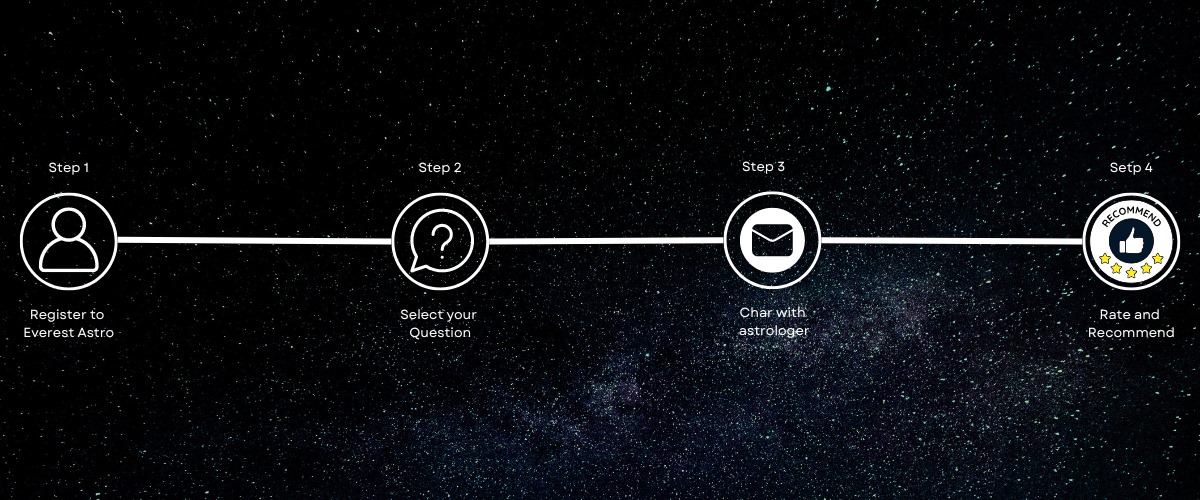 Step 1
Register to
Everest Astro
Step 2
?
Select your
Question
Step 3
Char with
astrologer
Setp 4
RECOMMEND
Rate and
Recommend